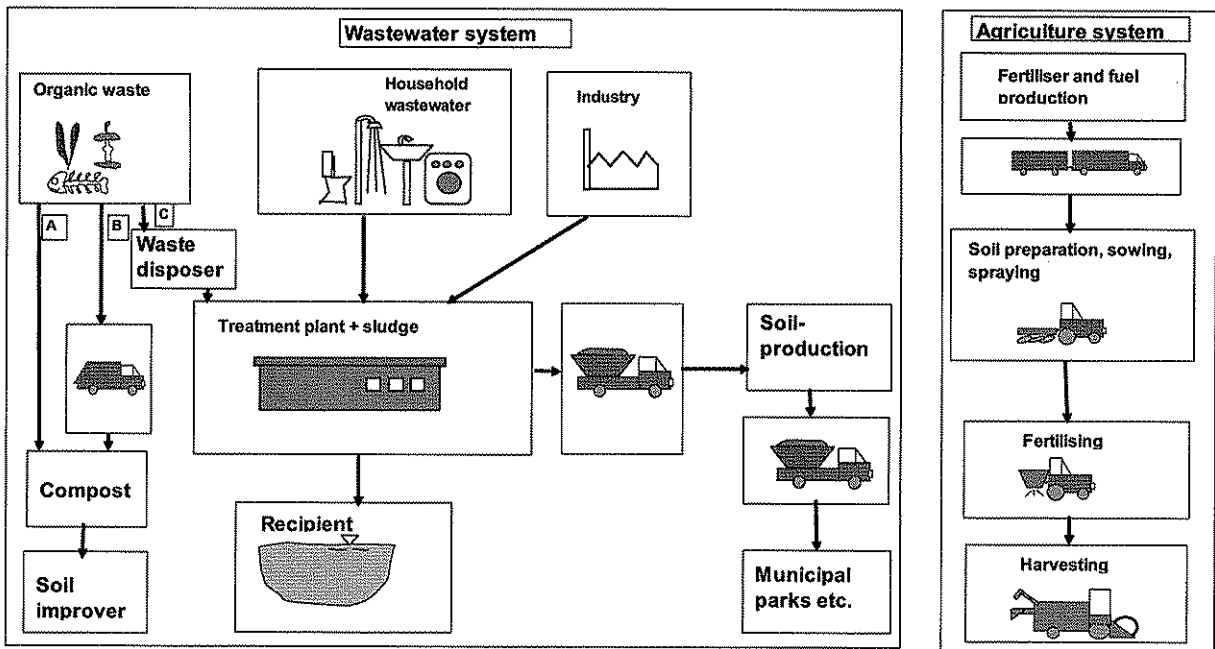 Wastewater system
Organic waste
Household
wastewater
Industry
A
B
C
Waste
disposer
Treatment plant + sludge
Soil-
production
Compost
Recipient
Soil
improver
Municipal
parks etc.
Agriculture system
Fertiliser and fuel
production
Soil preparation, sowing,
spraying
Fertilising
Harvesting